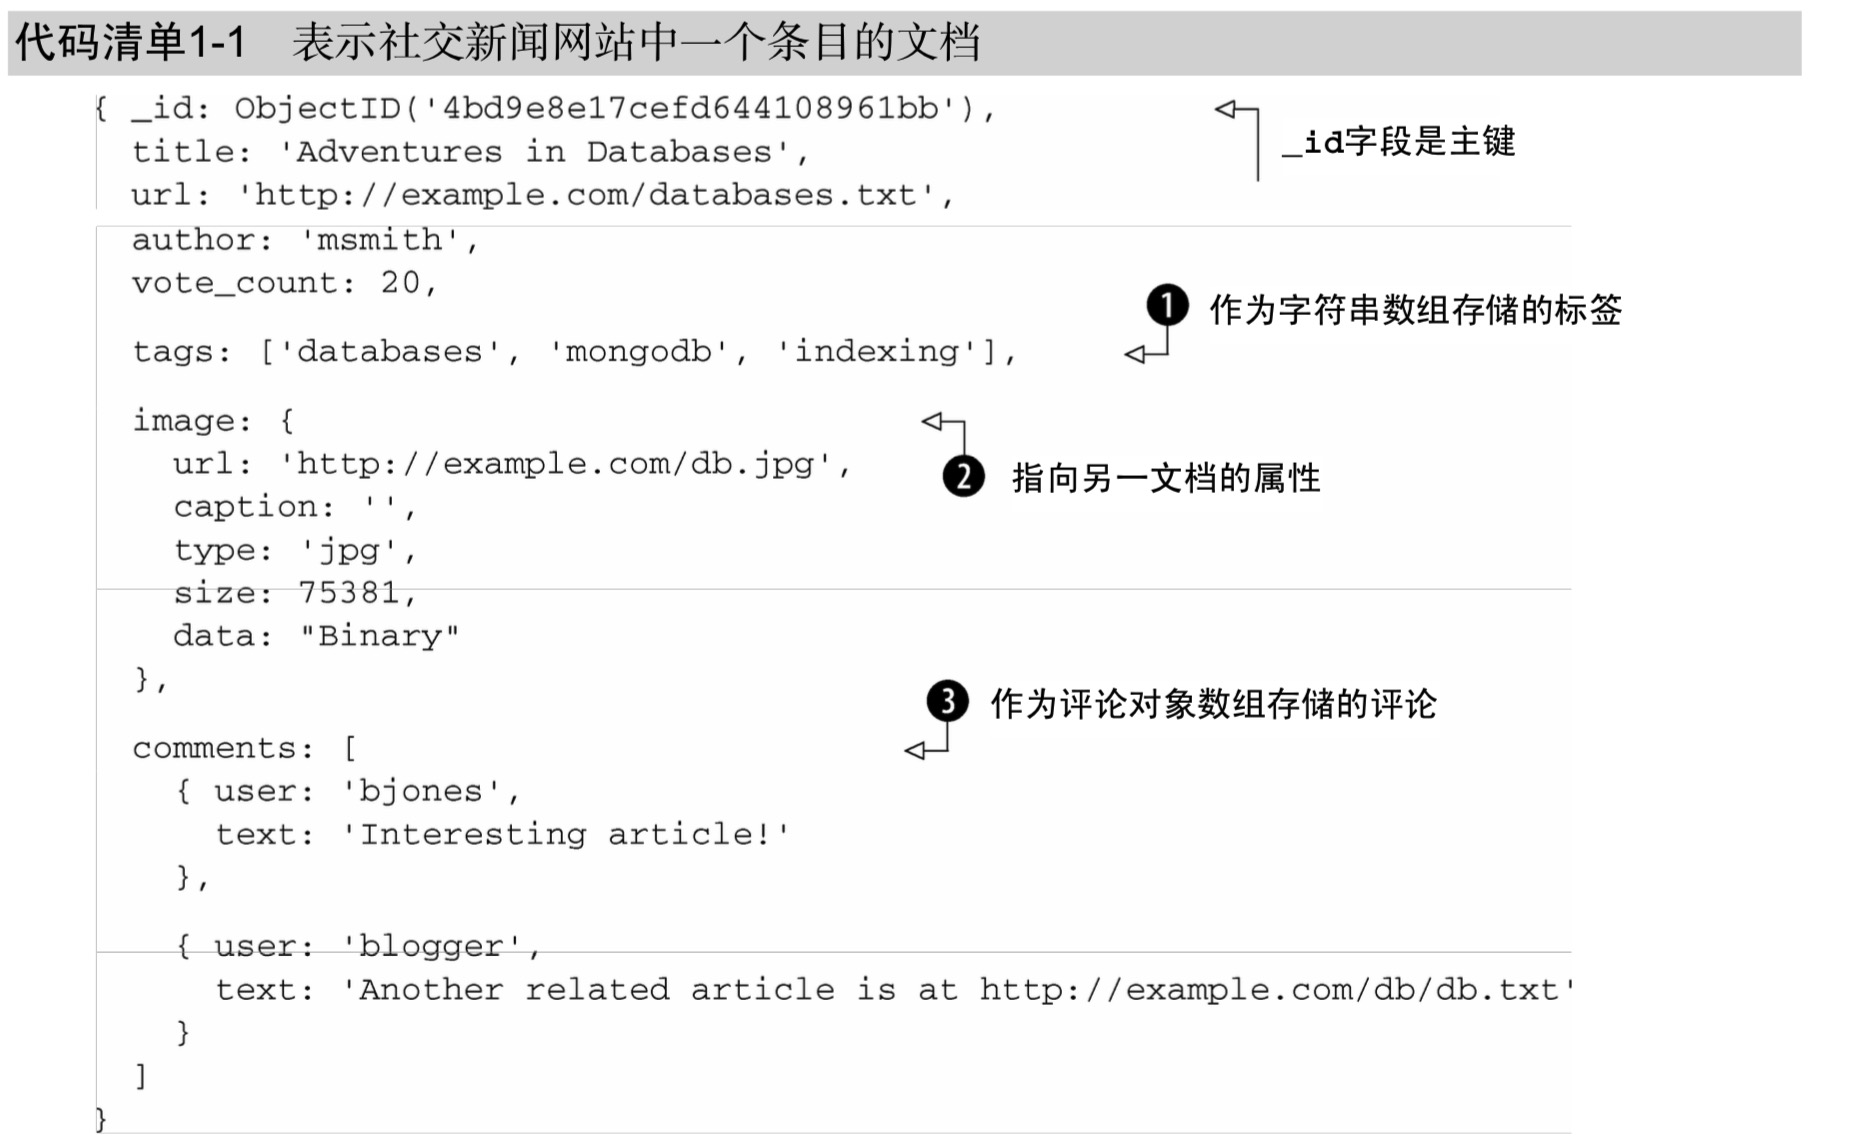 代码清单1-1 表示社交新闻网站中一个条目的文档
{ _id: ObjectID('4bd9e8e17cefd644108961bb'),
_id字段是主键
title: 'Adventures in Databases',
url: 'http://example.com/databases.txt',
author: 'msmith',
vote_count: 20,
❶ 作为字符串数组存储的标签
tags: ['databases', 'mongodb', 'indexing'],
image: {
url: 'http://example.com/db.jpg',
❷ 指向另一文档的属性
caption: '',
type: 'jpg',
size: 75381,
data: "Binary"
},
❸ 作为评论对象数组存储的评论
comments: [
{ user: 'bjones',
text: 'Interesting article!'
},
{ user: 'blogger',
text: 'Another related article is at http://example.com/db/db.txt'
}
]
}